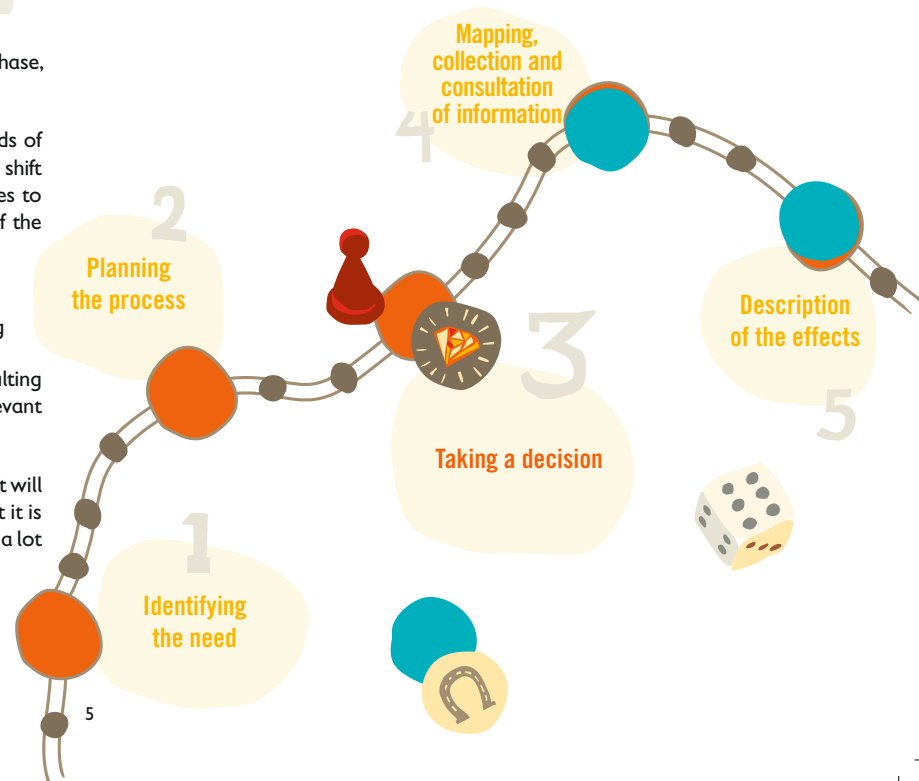 hase,
ds of
shift
es to
f the
g
lting
evant
t will
t it is
a lot
4
Mapping,
collection and
consultation
of information
2
Planning
the process
3
Taking a decision
Description
of the effects
5
1
Identifying
the need
5